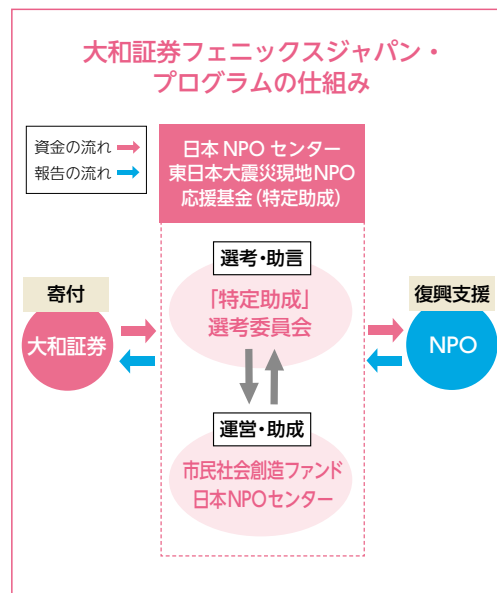 大和証券フェニックスジャパン・
プログラムの仕組み
資金の流れ
報告の流れ
日本NPOセンター
東日本大震災現地NPO
応援基金(特定助成)
選考・助言
「特定助成」
選考委員会
寄付
大和証券
復興支援
NPO
運営・助成
市民社会創造ファンド
日本NPOセンター